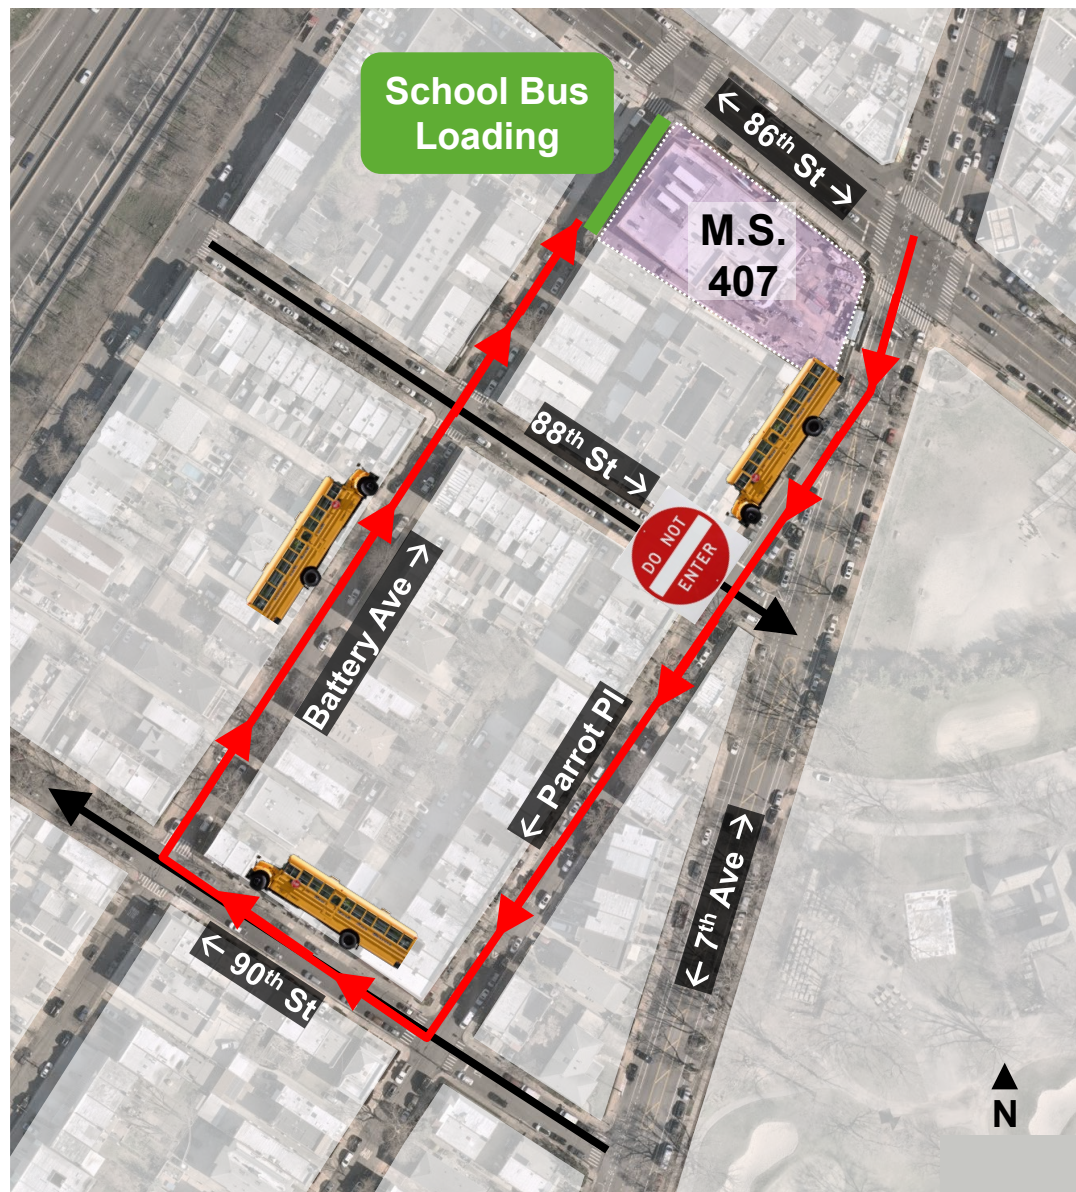 School Bus
Loading
← 86th St →
M.S.
407
88th St →
DO NOT
ENTER
Battery Ave →
← Parrot Pl
← 7th Ave →
← 90th St
N